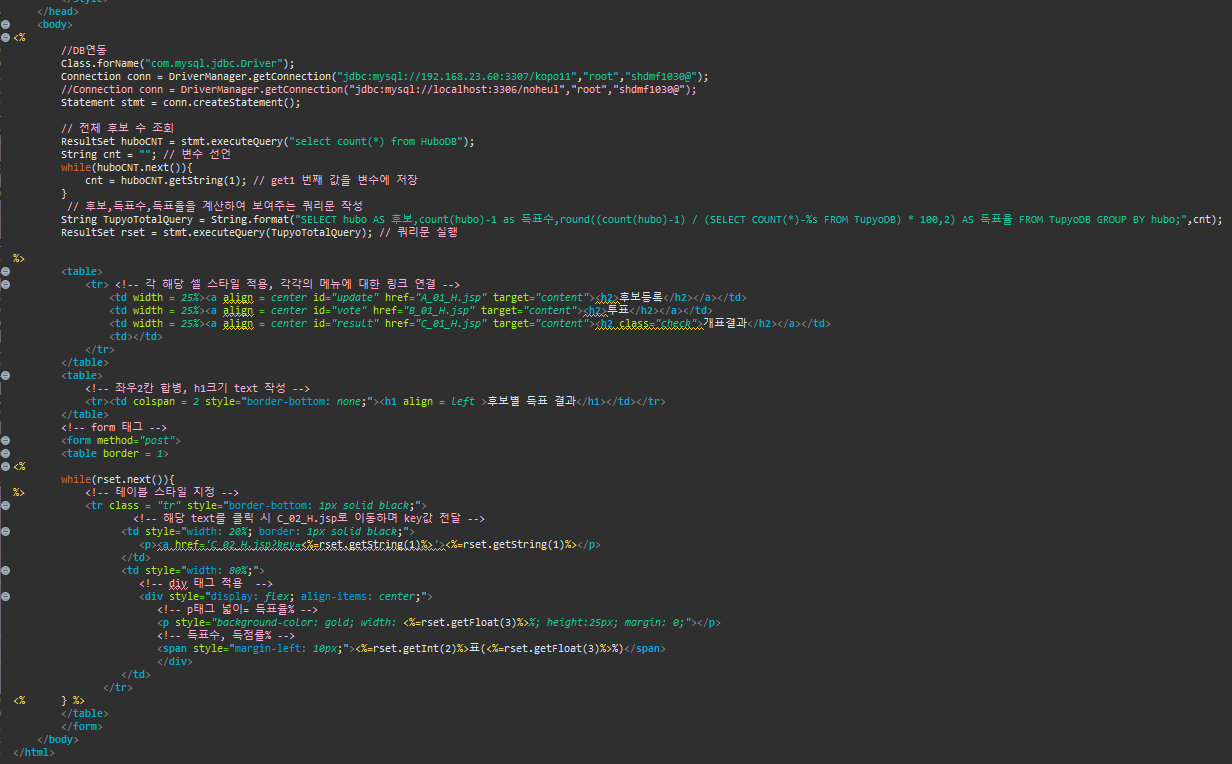 </style>
</head>
<body>
<%
//DB연동
Class.forName("com.mysql.jdbc.Driver");
Connection conn = DriverManager.getConnection("jdbc:mysql://192.168.23.60:3307/kopo11","root","shdmf1030@");
//Connection conn = DriverManager.getConnection("jdbc:mysql://localhost:3306/noheul","root","shdmf1030@");
Statement stmt = conn.createStatement();
// 전체 후보 수 조회
ResultSet huboCNT = stmt.executeQuery("select count(*) from HuboDB");
String cnt = ""; // 변수 선언
while(huboCNT.next()){
cnt = huboCNT.getString(1); // get1 번째 값을 변수에 저장
}
// 후보,득표수,득표율을 계산하여 보여주는 쿼리문 작성
String TupyoTotalQuery = String.format("SELECT hubo AS 후보,count(hubo)-1 as 득표수,round((count(hubo)-1) / (SELECT COUNT(*)-%s FROM TupyoDB) * 100,2) AS 득표율 FROM TupyoDB GROUP BY hubo;",cnt);
ResultSet rset = stmt.executeQuery(TupyoTotalQuery); // 쿼리문 실행
%>
<table>
<tr> <!-- 각 해당 셀 스타일 적용, 각각의 메뉴에 대한 링크 연결 -->
<td width = 25%><a align = center id="update" href="A_01_H.jsp" target="content"><h2>후보등록</h2></a></td>
<td width = 25%><a align = center id="vote" href="B_01_H.jsp" target="content"><h2>투표</h2></a></td>
<td width = 25%><a align = center id="result" href="C_01_H.jsp" target="content"><h2 class="check">개표결과</h2></a></td>
<td></td>
</tr>
</table>
<table>
<!-- 좌우2칸 합병, h1크기 text 작성 -->
<tr><td colspan = 2 style="border-bottom: none;"><h1 align = left >후보별 득표 결과</h1></td></tr>
</table>
<!-- form 태그 -->
<form method="post">
<table border = 1>
<%
while(rset.next()){
%> <!-- 테이블 스타일 지정 -->
<tr class = "tr" style="border-bottom: 1px solid black;">
<!-- 해당 text를 클릭 시 C_02_H.jsp로 이동하며 key값 전달 -->
<td style="width: 20%; border: 1px solid black;">
<p><a href='C_02_H.jsp?key=<%=rset.getString(1)%>'><%=rset.getString(1)%></p>
</td>
<td style="width: 80%;">
<!-- div 태그 적용  -->
<div style="display: flex; align-items: center;">
<!-- p태그 넓이= 득표율% -->
<p style="background-color: gold; width: <%=rset.getFloat(3)%>%; height:25px; margin: 0;"></p>
<!-- 득표수, 득점률% -->
<span style="margin-left: 10px;"><%=rset.getInt(2)%>표(<%=rset.getFloat(3)%>%)</span>
</div>
</td>
</tr>
<% } %>
</table>
</form>
</body>
</html>